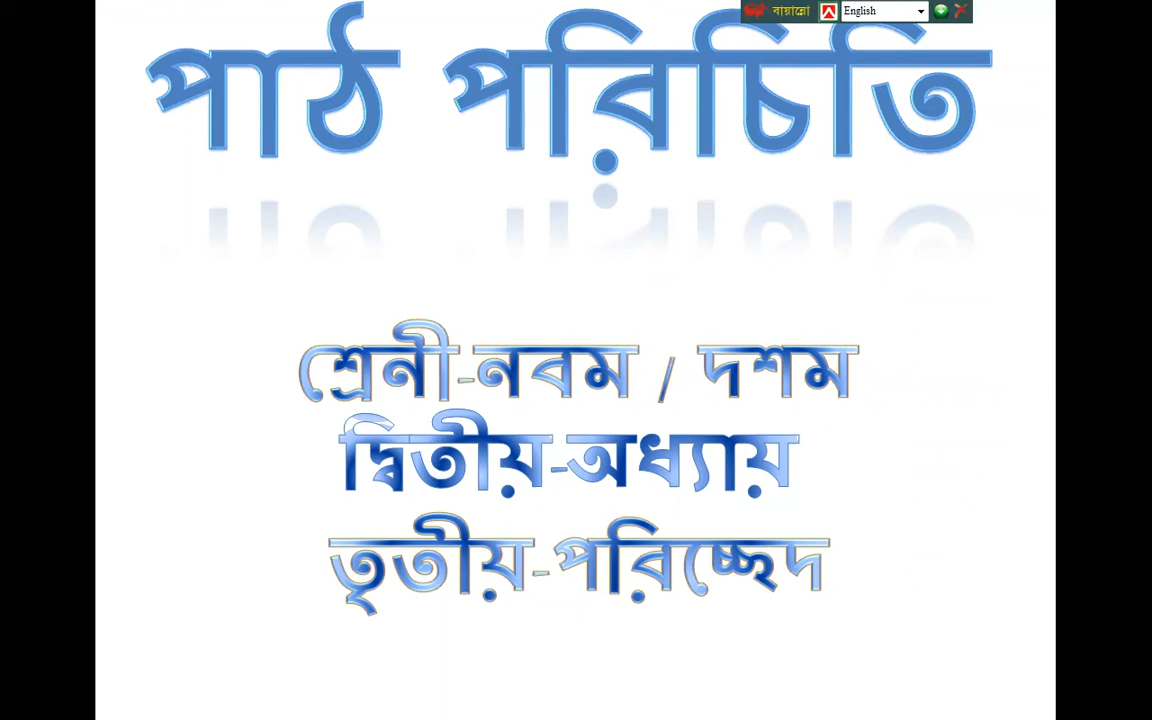 বায়ান্নো English
পাঠ পরিচিতি
শ্রেনী-নবম / দশম
দ্বিতীয়-অধ্যায়
তৃতীয়-পরিচ্ছেদ